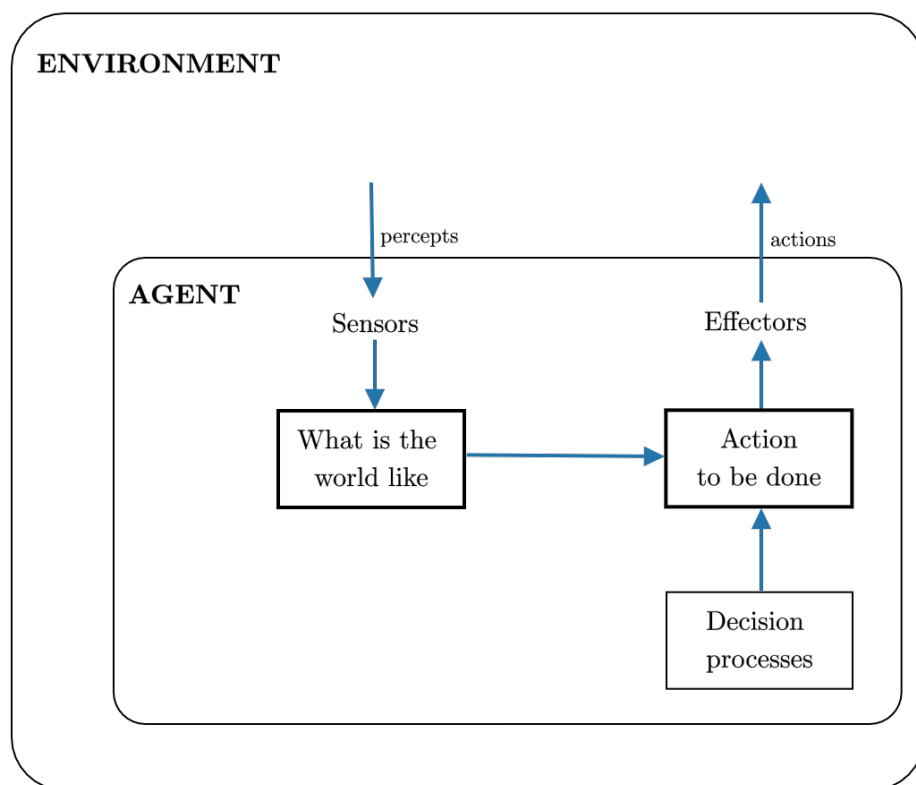 ENVIRONMENT
percepts
actions
AGENT
Sensors
Effectors
What is the
world like
Action
to be done
Decision
processes